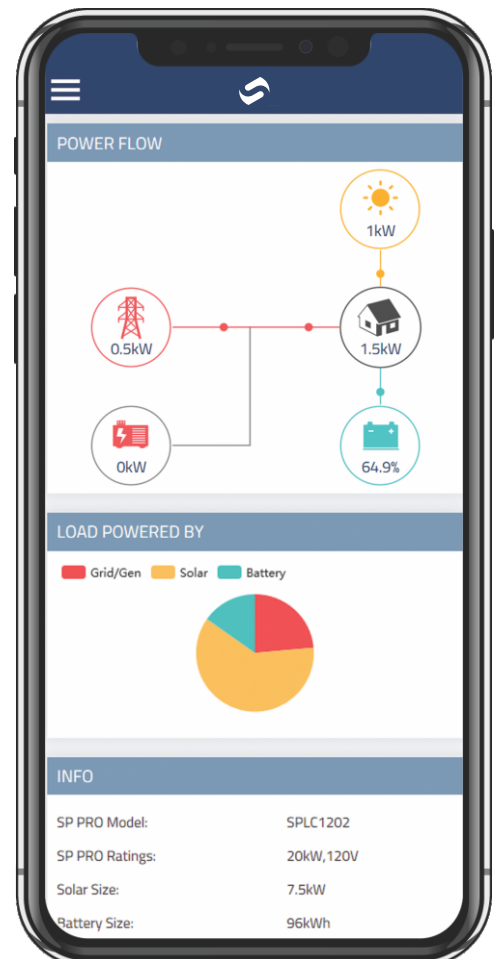 POWER FLOW
1kW
0.5kW
1.5kW
0kW
64.9%
LOAD POWERED BY
Grid/Gen Solar Battery
INFO
SP PRO Model: SPLC1202
SP PRO Ratings: 20kW,120V
Solar Size: 7.5kW
Battery Size: 96kWh